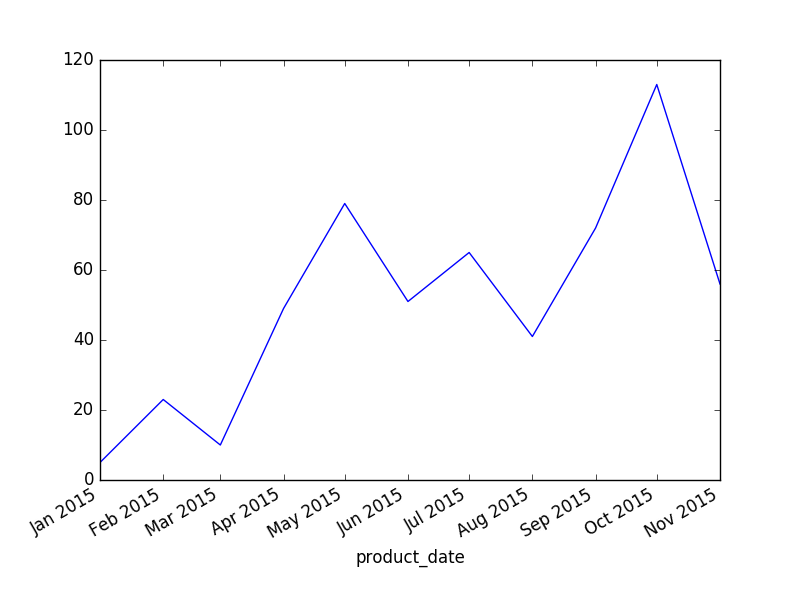 120
100
80
60
40
20
0
Jan 2015
Feb 2015
Mar 2015
Apr 2015
May 2015
Jun 2015
Jul 2015
Aug 2015
Sep 2015
Oct 2015
Nov 2015
product_date